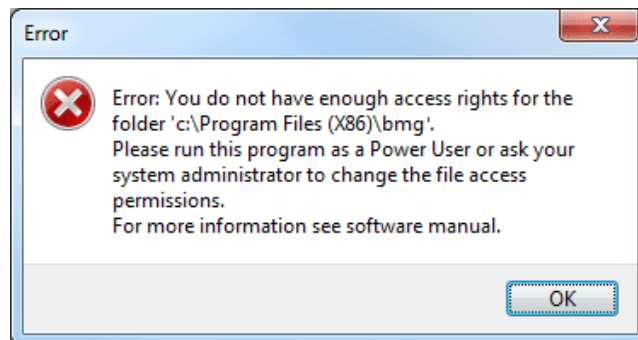 Error
Error: You do not have enough access rights for the
folder 'c:\Program Files (X86)\bmg'.
Please run this program as a Power User or ask your
system administrator to change the file access
permissions.
For more information see software manual.
OK